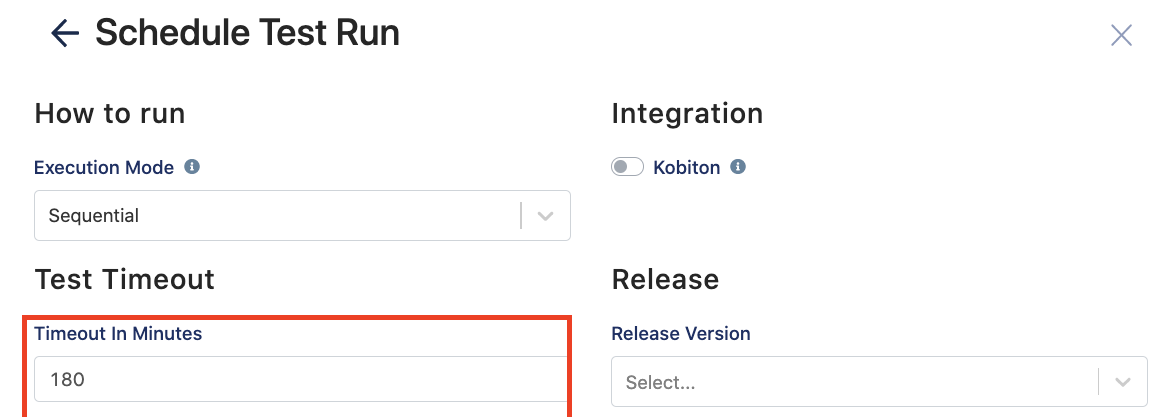 Schedule Test Run
How to run
Execution Mode
Sequential
Test Timeout
Timeout In Minutes
180
Integration
Kobiton
Release
Release Version
Select...